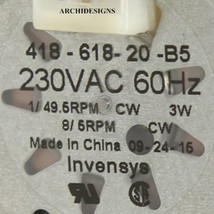 ARCHIDESIGNS
418-618-20-B5
230VAC 60Hz
1/49.5RPM CW 3W
8/5RPM CW
Made in China 09-24-15
Invensys